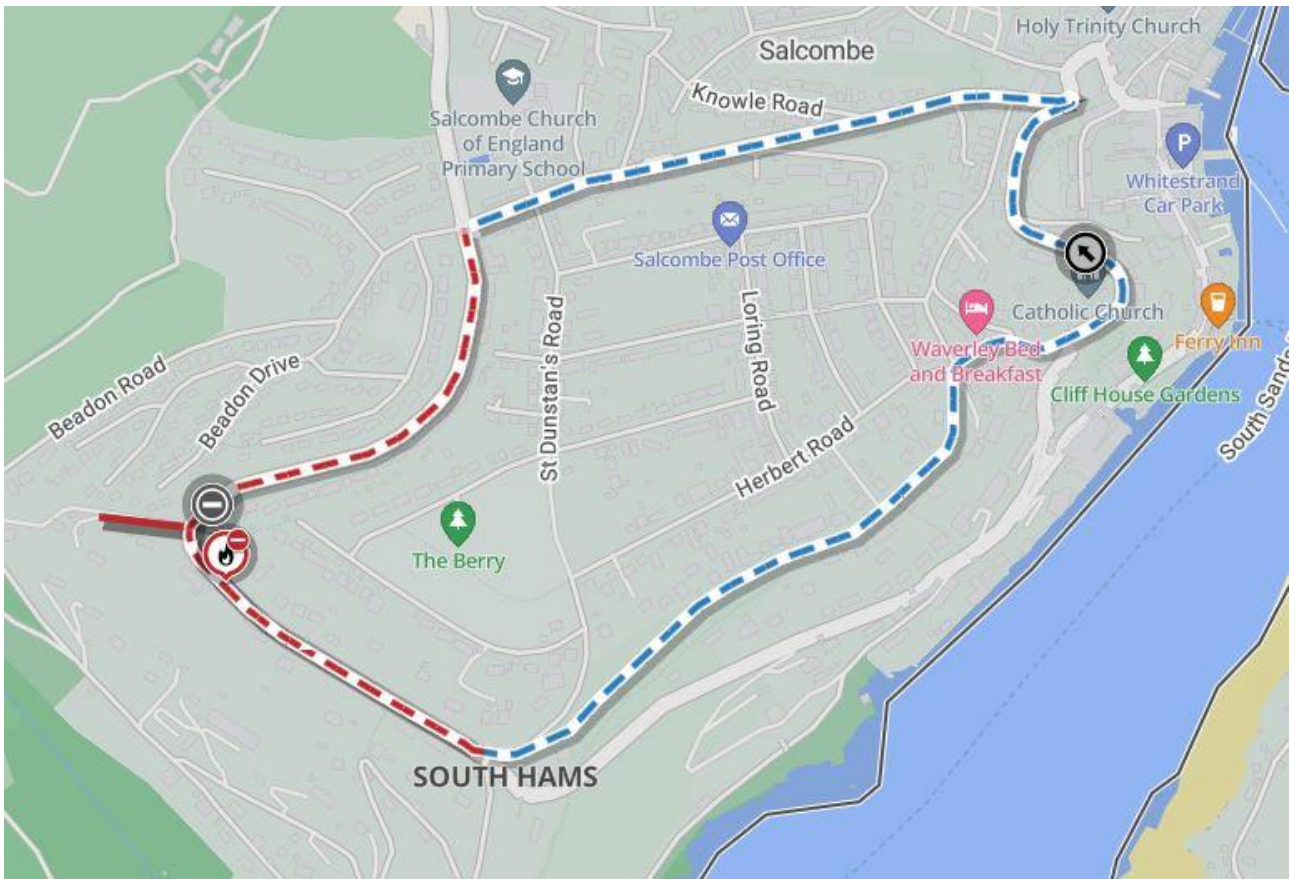 Holy Trinity Church
Salcombe
Knowle Road
Salcombe Church
of England
Primary School
P
Whitestrand
Car Park
Salcombe Post Office
Catholic Church
Loring Road
St Dunstan's Road
Waverley Bed
and Breakfast
Ferry Inn
Cliff House Gardens
Beadon Road
Beadon Drive
South Sands
Herbert Road
The Berry
SOUTH HAMS